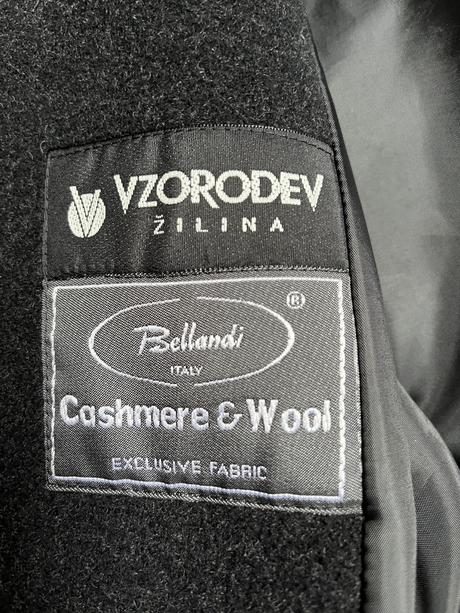 VZORODEV
ŽILINA
®
Bellandi
ITALY
Cashmere & Wool
EXCLUSIVE FABRIC